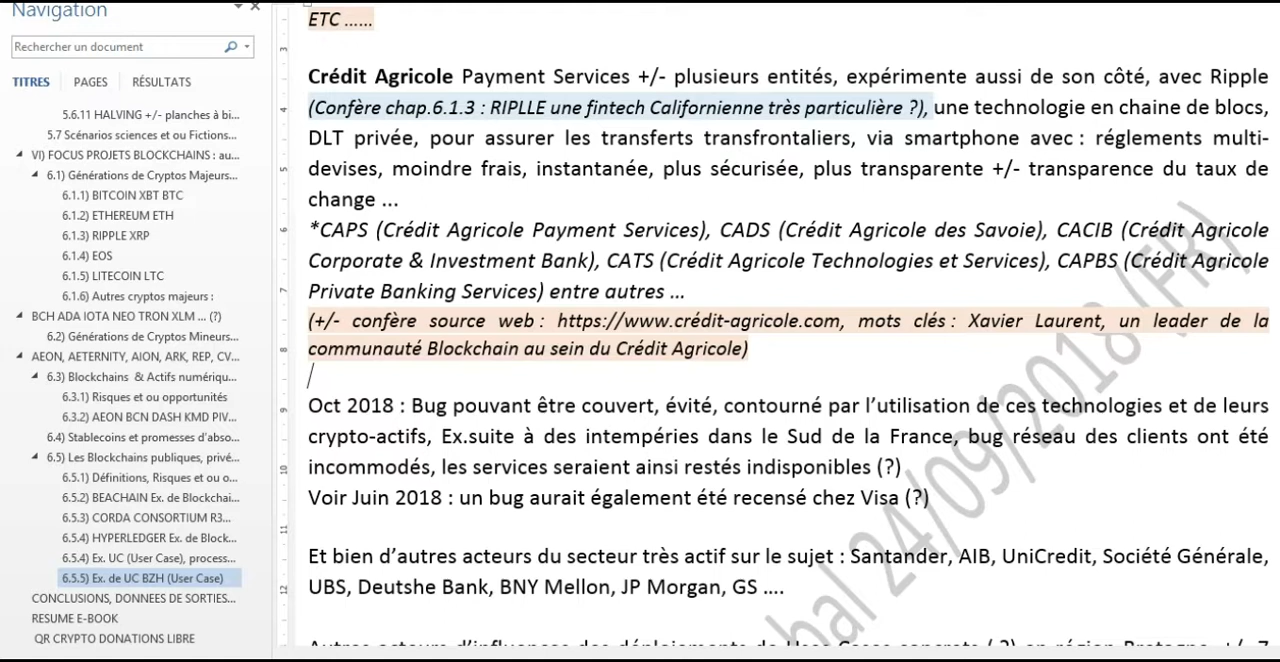 Navigation
Rechercher un document
TITRES PAGES RÉSULTATS
5.6.11 HALVING +/- planches à bi...
5.7 Scénarios sciences et ou Fictions...
VI) FOCUS PROJETS BLOCKCHAINS : au...
6.1) Générations de Cryptos Majeurs...
6.1.1) BITCOIN XBT BTC
6.1.2) ETHEREUM ETH
6.1.3) RIPPLE XRP
6.1.4) EOS
6.1.5) LITECOIN LTC
6.1.6) Autres cryptos majeurs :
BCH ADA IOTA NEO TRON XLM ... (?)
6.2) Générations de Cryptos Mineurs...
AEON, AETERNITY, AION, ARK, REP, CV...
6.3) Blockchains & Actifs numériqu...
6.3.1) Risques et ou opportunités
6.3.2) AEON BCN DASH KMD PIV...
6.4) Stablecoins et promesses d'abso...
6.5) Les Blockchains publiques, privé...
6.5.1) Définitions, Risques et ou o...
6.5.2) BEACHAIN Ex. de Blockchai...
6.5.3) CORDA CONSORTIUM R3...
6.5.4) HYPERLEDGER Ex. de Block...
6.5.4) Ex. UC (User Case), process...
6.5.5) Ex. de UC BZH (User Case)
CONCLUSIONS, DONNEES DE SORTIES...
RESUME E-BOOK
QR CRYPTO DONATIONS LIBRE
ETC ......
Crédit Agricole Payment Services +/- plusieurs entités, expérimente aussi de son côté, avec Ripple
(Confère chap.6.1.3 : RIPLLE une fintech Californienne très particulière ?), une technologie en chaine de blocs,
DLT privée, pour assurer les transferts transfrontaliers, via smartphone avec : réglements multi-
devises, moindre frais, instantanée, plus sécurisée, plus transparente +/- transparence du taux de
change ...
*CAPS (Crédit Agricole Payment Services), CADS (Crédit Agricole des Savoie), CACIB (Crédit Agricole
Corporate & Investment Bank), CATS (Crédit Agricole Technologies et Services), CAPBS (Crédit Agricole
Private Banking Services) entre autres ...
(+/- confère source web : https://www.crédit-agricole.com, mots clés : Xavier Laurent, un leader de la
communauté Blockchain au sein du Crédit Agricole)
Oct 2018 : Bug pouvant être couvert, évité, contourné par l'utilisation de ces technologies et de leurs
crypto-actifs, Ex.suite à des intempéries dans le Sud de la France, bug réseau des clients ont été
incommodés, les services seraient ainsi restés indisponibles (?)
Voir Juin 2018 : un bug aurait également été recensé chez Visa (?)
Et bien d'autres acteurs du secteur très actif sur le sujet : Santander, AIB, UniCredit, Société Générale,
UBS, Deutshe Bank, BNY Mellon, JP Morgan, GS ....
bal 24/09/2018 (FR)